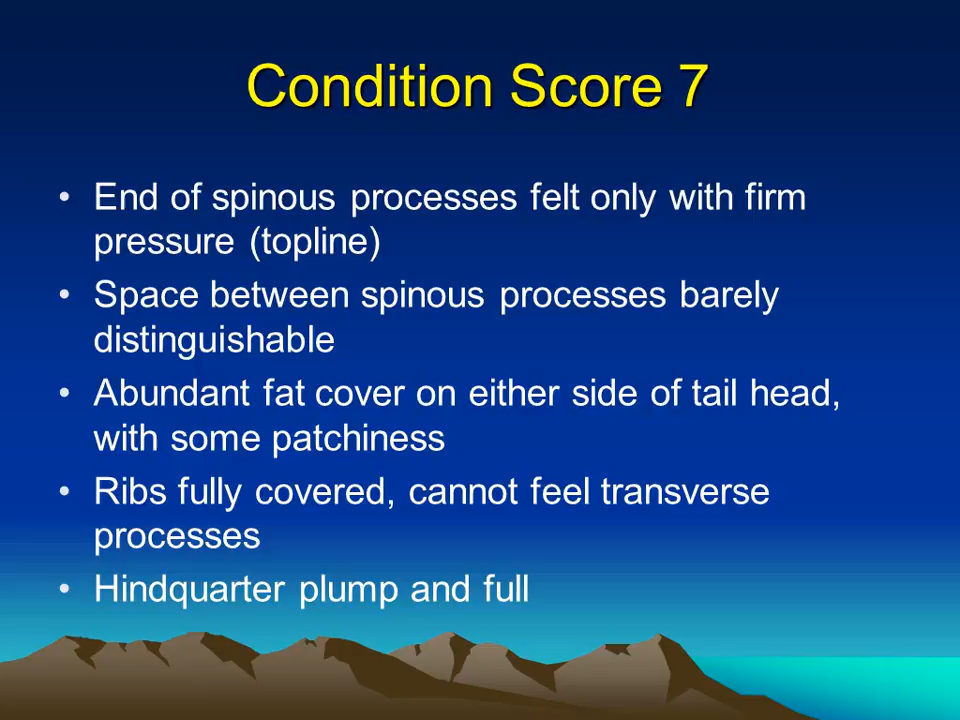 Condition Score 7
• End of spinous processes felt only with firm
pressure (topline)
• Space between spinous processes barely
distinguishable
• Abundant fat cover on either side of tail head,
with some patchiness
• Ribs fully covered, cannot feel transverse
processes
• Hindquarter plump and full